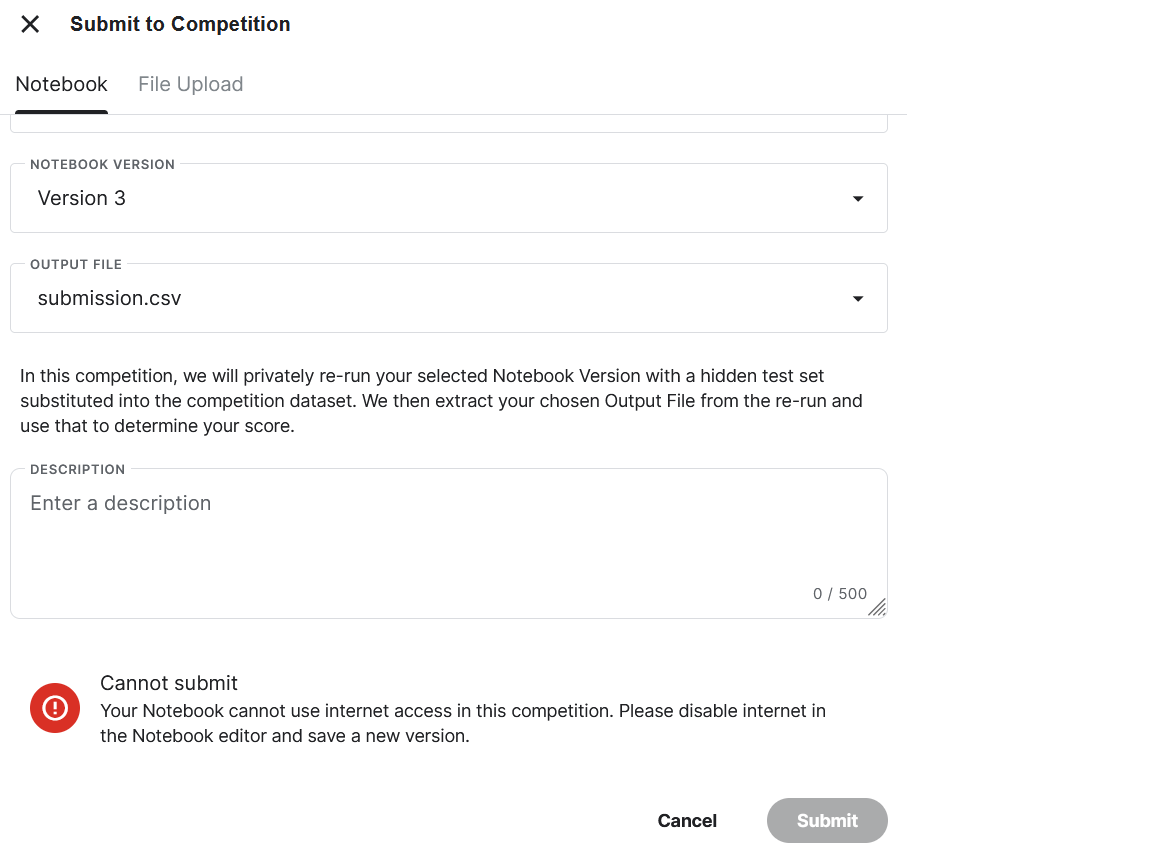 Submit to Competition
Notebook
File Upload
NOTEBOOK VERSION
Version 3
OUTPUT FILE
submission.csv
In this competition, we will privately re-run your selected Notebook Version with a hidden test set
substituted into the competition dataset. We then extract your chosen Output File from the re-run and
use that to determine your score.
DESCRIPTION
Enter a description
0 / 500
Cannot submit
Your Notebook cannot use internet access in this competition. Please disable internet in
the Notebook editor and save a new version.
Cancel
Submit